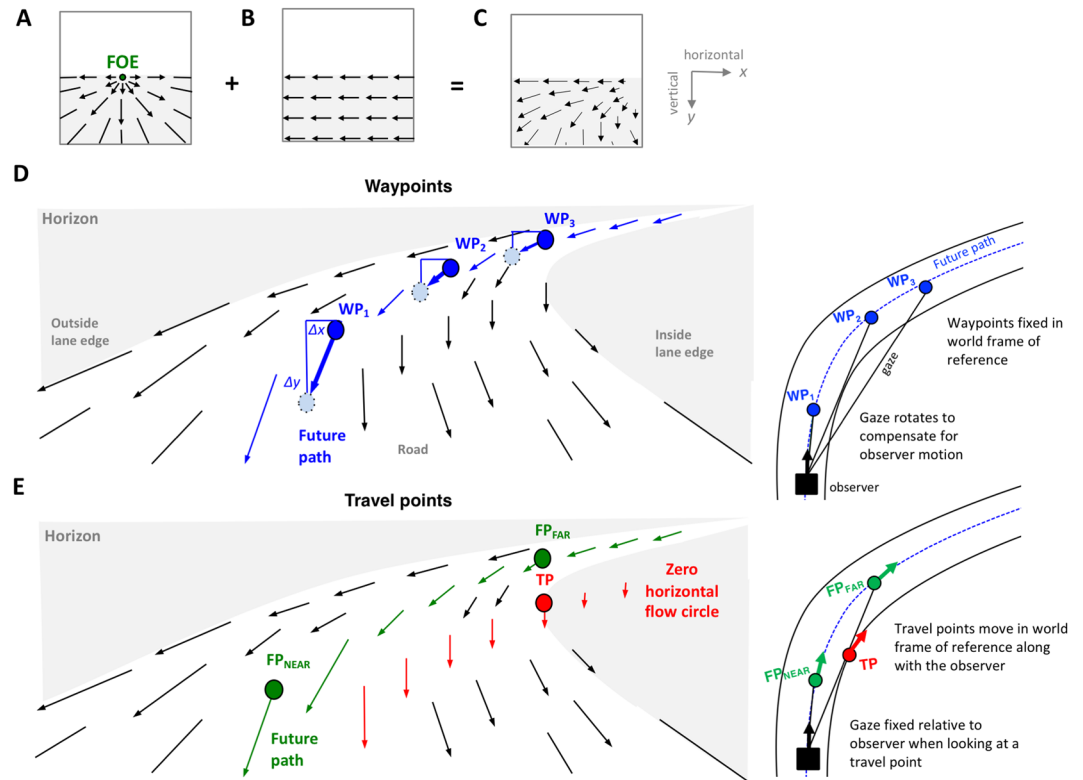 A
B
C
FOE
+
=
horizontal
x
vertical
y
D
Waypoints
Horizon
WP3
WP2
WP1
Δx
Δy
Outside
lane edge
Inside
lane edge
Future
path
Road
Future path
WP3
WP2
gaze
WP1
Waypoints fixed in
world frame of
reference
Gaze rotates to
compensate for
observer motion
observer
E
Travel points
Horizon
FPFAR
TP
Zero
horizontal
flow circle
FPNEAR
Future
path
FPFAR
TP
FPNEAR
Travel points move in world
frame of reference along
with the observer
Gaze fixed relative to
observer when looking at a
travel point